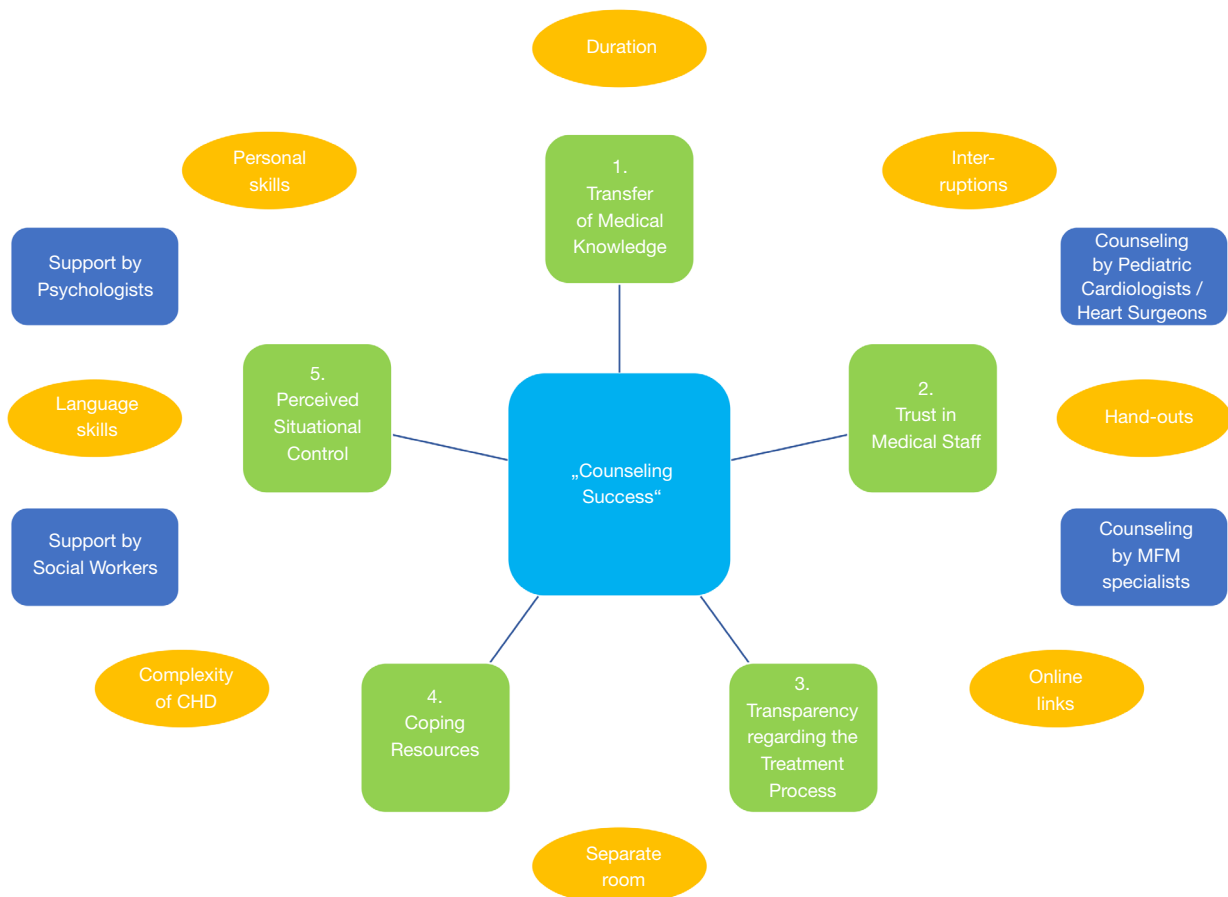 Duration
Personal
skills
Inter-
ruptions
1.
Transfer
of Medical
Knowledge
Support by
Psychologists
Counseling
by Pediatric
Cardiologists /
Heart Surgeons
5.
Perceived
Situational
Control
2.
Trust in
Medical Staff
Language
skills
Hand-outs
„Counseling
Success“
Support by
Social Workers
Counseling
by MFM
specialists
Complexity
of CHD
4.
Coping
Resources
3.
Transparency
regarding the
Treatment
Process
Online
links
Separate
room